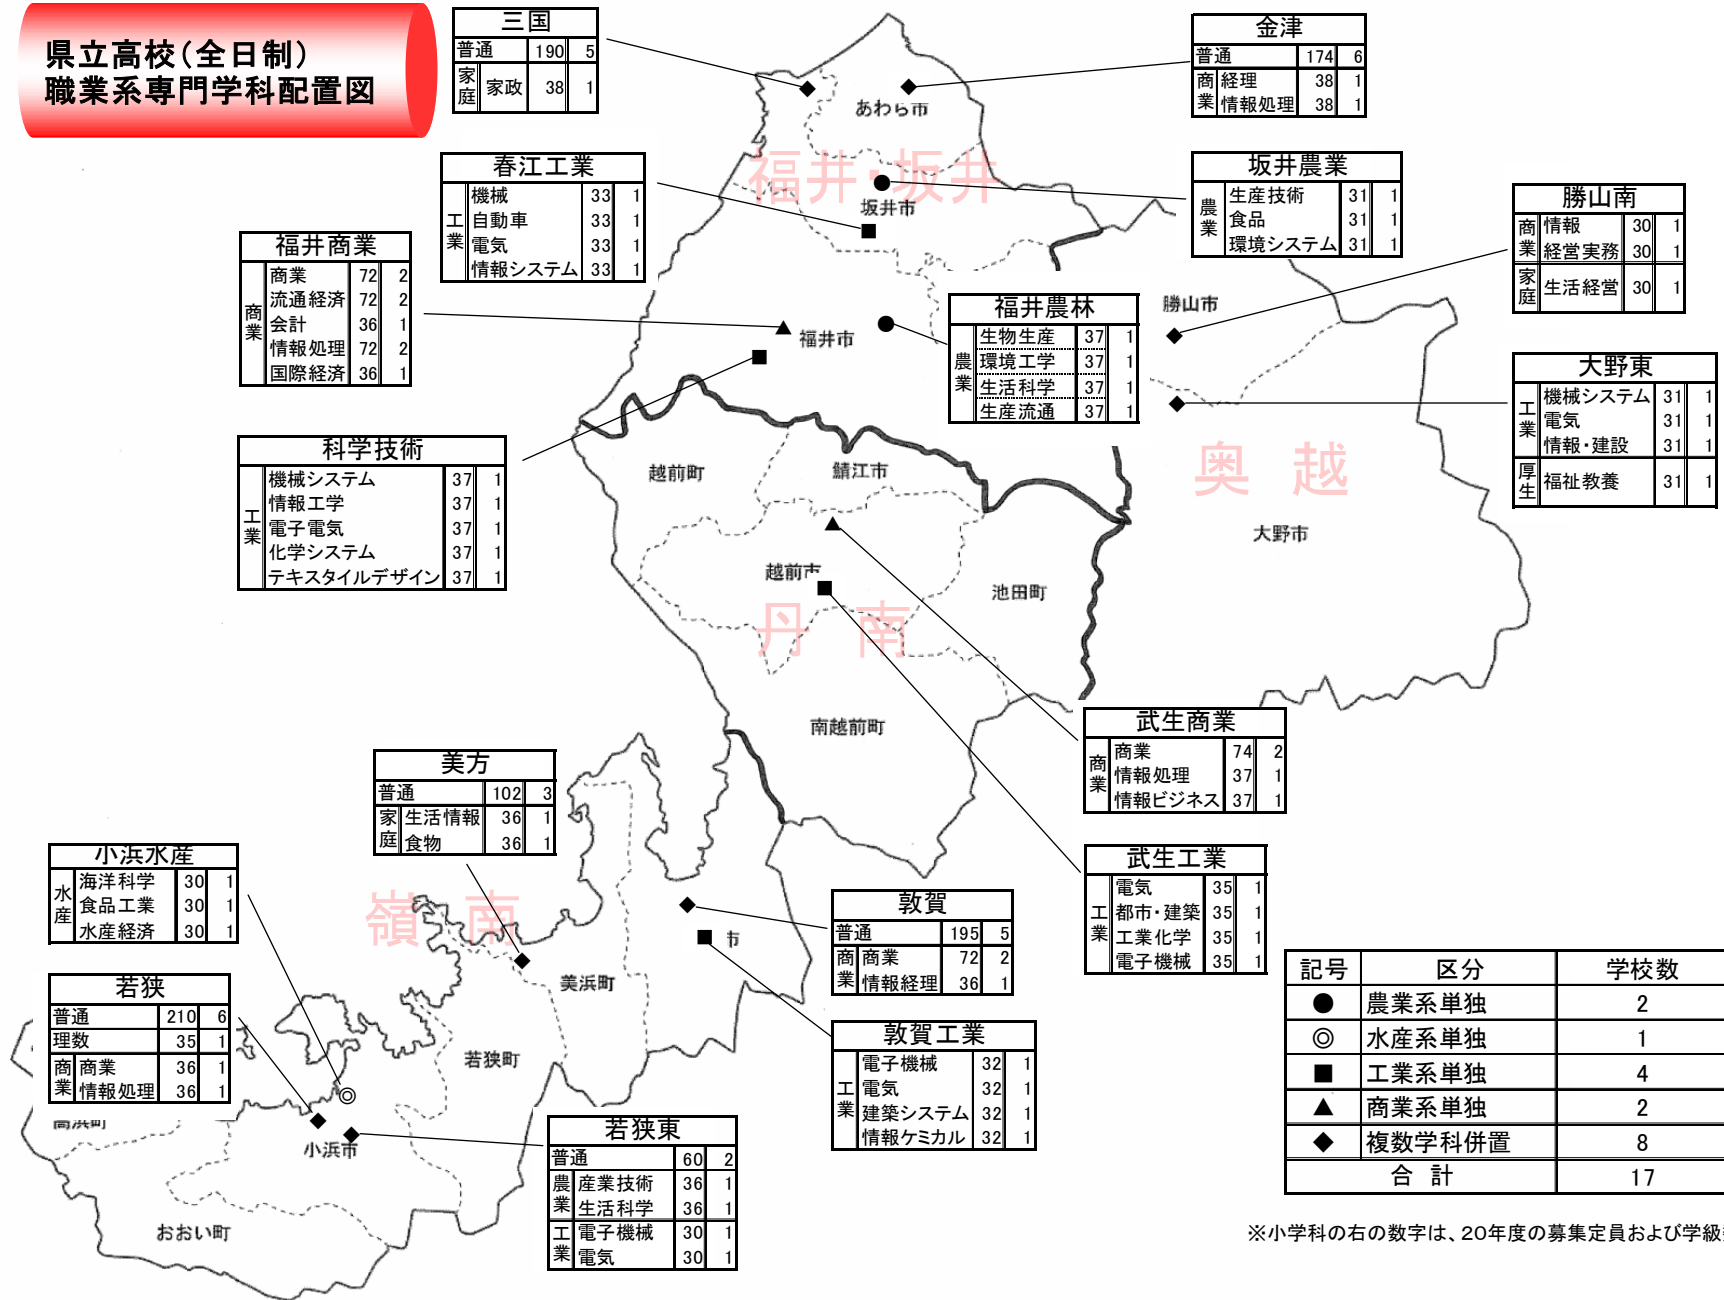 県立高校(全日制)
職業系専門学科配置図
三国
普通 190 5
家庭 家政 38 1
金津
普通 174 6
商業 経理 38 1
情報処理 38 1
あわら市
福井・坂井
春江工業
工業 機械 33 1
自動車 33 1
電気 33 1
情報システム 33 1
坂井農業
農業 生産技術 31 1
食品 31 1
環境システム 31 1
坂井市
勝山南
商業 情報 30 1
経営実務 30 1
家庭 生活経営 30 1
福井商業
商業 商業 72 2
流通経済 72 2
会計 36 1
情報処理 72 2
国際経済 36 1
福井市
福井農林
農業 生物生産 37 1
環境工学 37 1
生活科学 37 1
生産流通 37 1
勝山市
大野東
工業 機械システム 31 1
電気 31 1
情報・建設 31 1
厚生 福祉教養 31 1
科学技術
工業 機械システム 37 1
情報工学 37 1
電子電気 37 1
化学システム 37 1
テキスタイルデザイン 37 1
越前町
鯖江市
奥越
大野市
越前市
池田町
丹南
南越前町
武生商業
商業 商業 74 2
情報処理 37 1
情報ビジネス 37 1
美方
普通 102 3
家庭 生活情報 36 1
食物 36 1
小浜水産
水産 海洋科学 30 1
食品工業 30 1
水産経済 30 1
武生工業
工業 電気 35 1
都市・建築 35 1
工業化学 35 1
電子機械 35 1
嶺南
敦賀
普通 195 5
商業 商業 72 2
情報経理 36 1
市
美浜町
若狭
普通 210 6
理数 35 1
商業 商業 36 1
情報処理 36 1
若狭町
敦賀工業
工業 電子機械 32 1
電気 32 1
建築システム 32 1
情報ケミカル 32 1
高浜町
小浜市
若狭東
普通 60 2
農業 産業技術 36 1
生活科学 36 1
工業 電子機械 30 1
電気 30 1
おおい町
記号 区分 学校数
● 農業系単独 2
◎ 水産系単独 1
■ 工業系単独 4
▲ 商業系単独 2
◆ 複数学科併置 8
合計 17
※小学科の右の数字は、20年度の募集定員および学級